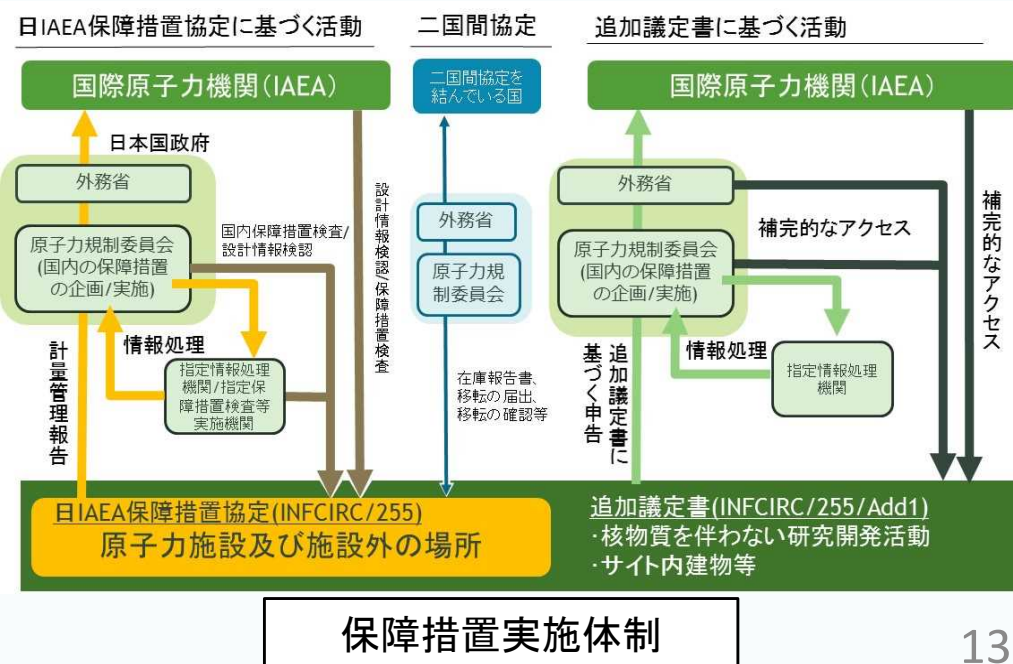 日IAEA保障措置協定に基づく活動
国際原子力機関(IAEA)
日本国政府
外務省
原子力規制委員会
(国内の保障措置
の企画/実施)
国内保障措置検査/
設計情報検認
設計情報検認/保障措置検査
情報処理
指定情報処理
機関/指定保
障措置検査等
実施機関
計量管理報告
二国間協定
二国間協定を
結んでいる国
外務省
原子力規
制委員会
在庫報告書、
移転の届出、
移転の確認等
追加議定書に基づく活動
国際原子力機関(IAEA)
外務省
原子力規制委員会
(国内の保障措置
の企画/実施)
補完的なアクセス
補完的なアクセス
情報処理
指定情報処理
機関
追加議定書に
基づく申告
日IAEA保障措置協定(INFCIRC/255)
原子力施設及び施設外の場所
追加議定書(INFCIRC/255/Add1)
・核物質を伴わない研究開発活動
・サイト内建物等
保障措置実施体制
13